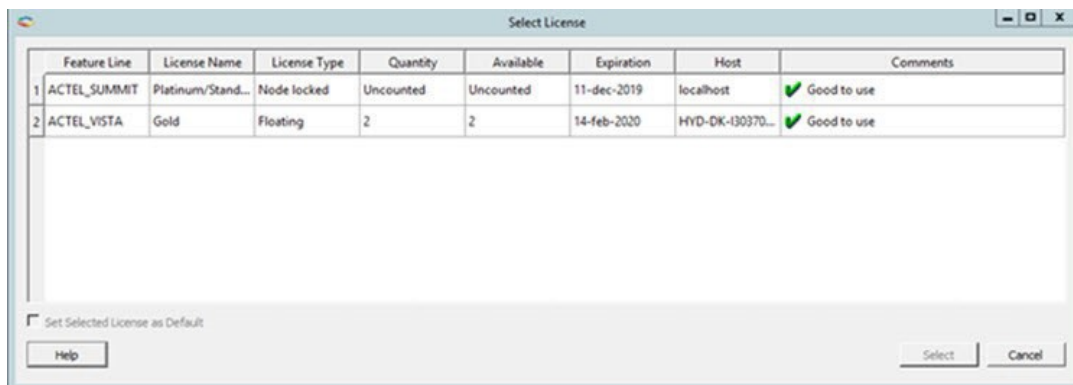 Select License
Feature Line License Name License Type Quantity Available Expiration Host Comments
1 ACTEL_SUMMIT Platinum/Stand... Node locked Uncounted Uncounted 11-dec-2019 localhost Good to use
2 ACTEL_VISTA Gold Floating 2 2 14-feb-2020 HYD-DK-I30370... Good to use
Set Selected License as Default
Help Select Cancel